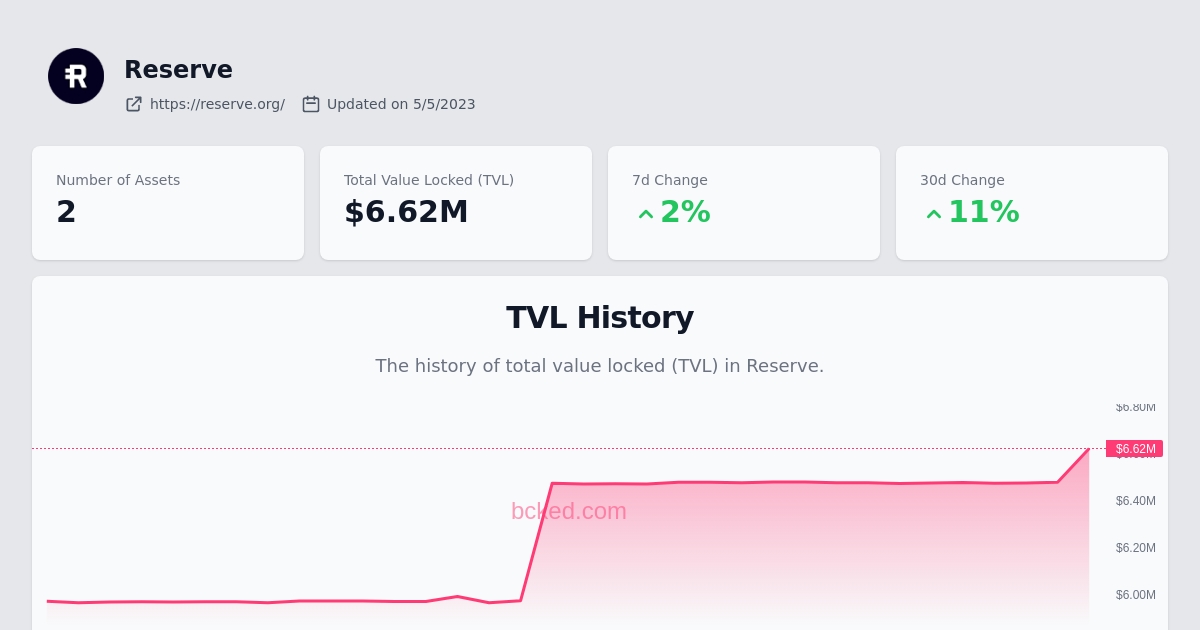 Reserve
https://reserve.org/ Updated on 5/5/2023
Number of Assets
2
Total Value Locked (TVL)
$6.62M
7d Change
2%
30d Change
11%
TVL History
The history of total value locked (TVL) in Reserve.
$6.80M
$6.62M
bcked.com
$6.40M
$6.20M
$6.00M